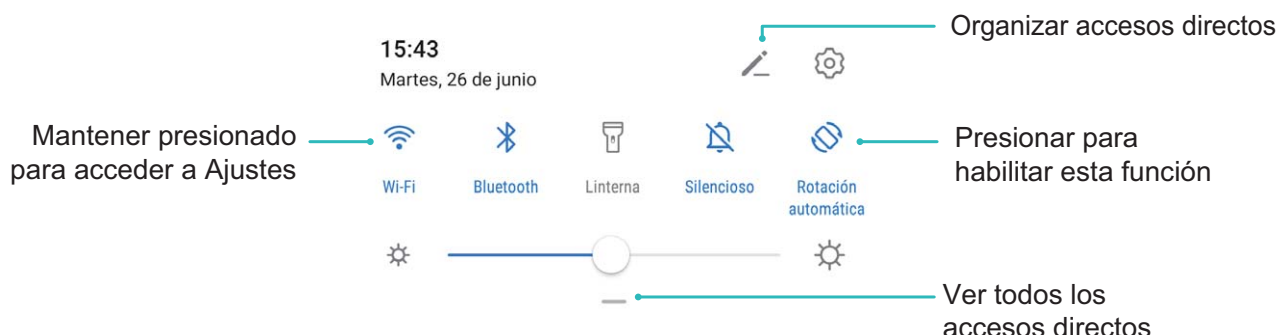 Organizar accesos directos
15:43
Martes, 26 de junio
Mantener presionado
para acceder a Ajustes
Presionar para
habilitar esta función
Wi-Fi
Bluetooth
Linterna
Silencioso
Rotación
automática
Ver todos los
accesos directos